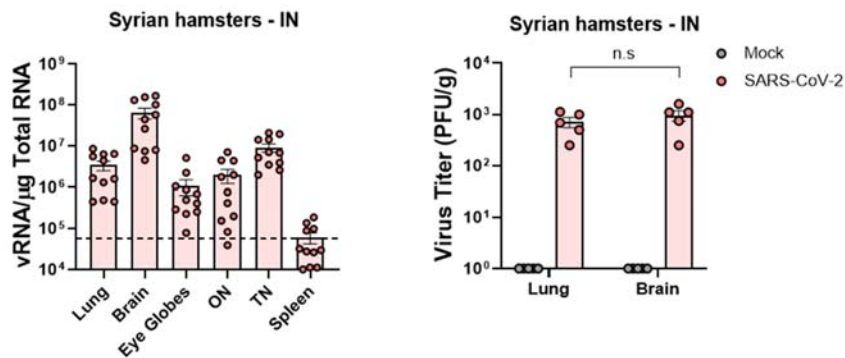 Syrian hamsters - IN
vRNA/µg Total RNA
10⁹
10⁸
10⁷
10⁶
10⁵
10⁴
Lung
Brain
Eye Globes
ON
TN
Spleen
Syrian hamsters - IN
n.s
Mock
SARS-CoV-2
Virus Titer (PFU/g)
10⁴
10³
10²
10¹
10⁰
Lung
Brain